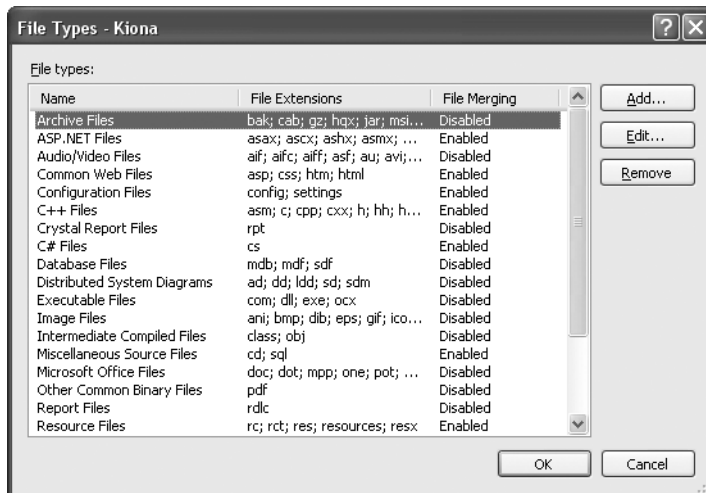 File Types - Kiona
File types:
Name File Extensions File Merging
Archive Files bak; cab; gz; hqx; jar; msi... Disabled
ASP.NET Files asax; ascx; ashx; asmx; ... Enabled
Audio/Video Files aif; aifc; aiff; asf; au; avi;... Disabled
Common Web Files asp; css; htm; html Enabled
Configuration Files config; settings Enabled
C++ Files asm; c; cpp; cxx; h; hh; h... Enabled
Crystal Report Files rpt Disabled
C# Files cs Enabled
Database Files mdb; mdf; sdf Disabled
Distributed System Diagrams ad; dd; ldd; sd; sdm Disabled
Executable Files com; dll; exe; ocx Disabled
Image Files ani; bmp; dib; eps; gif; ico... Disabled
Intermediate Compiled Files class; obj Disabled
Miscellaneous Source Files cd; sql Enabled
Microsoft Office Files doc; dot; mpp; one; pot; ... Disabled
Other Common Binary Files pdf Disabled
Report Files rdlc Disabled
Resource Files rc; rct; res; resources; resx Enabled
Add...
Edit...
Remove
OK Cancel